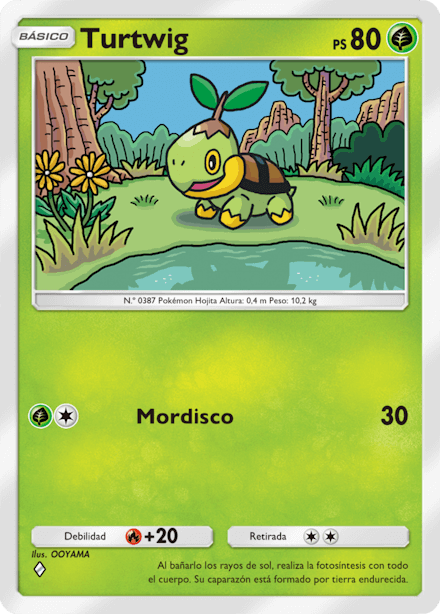 BÁSICO Turtwig PS 80
N.º 0387 Pokémon Hojita Altura: 0,4 m Peso: 10,2 kg
Mordisco 30
Debilidad +20 Retirada
Ilus. OOYAMA
Al bañarlo los rayos de sol, realiza la fotosíntesis con todo
el cuerpo. Su caparazón está formado por tierra endurecida.